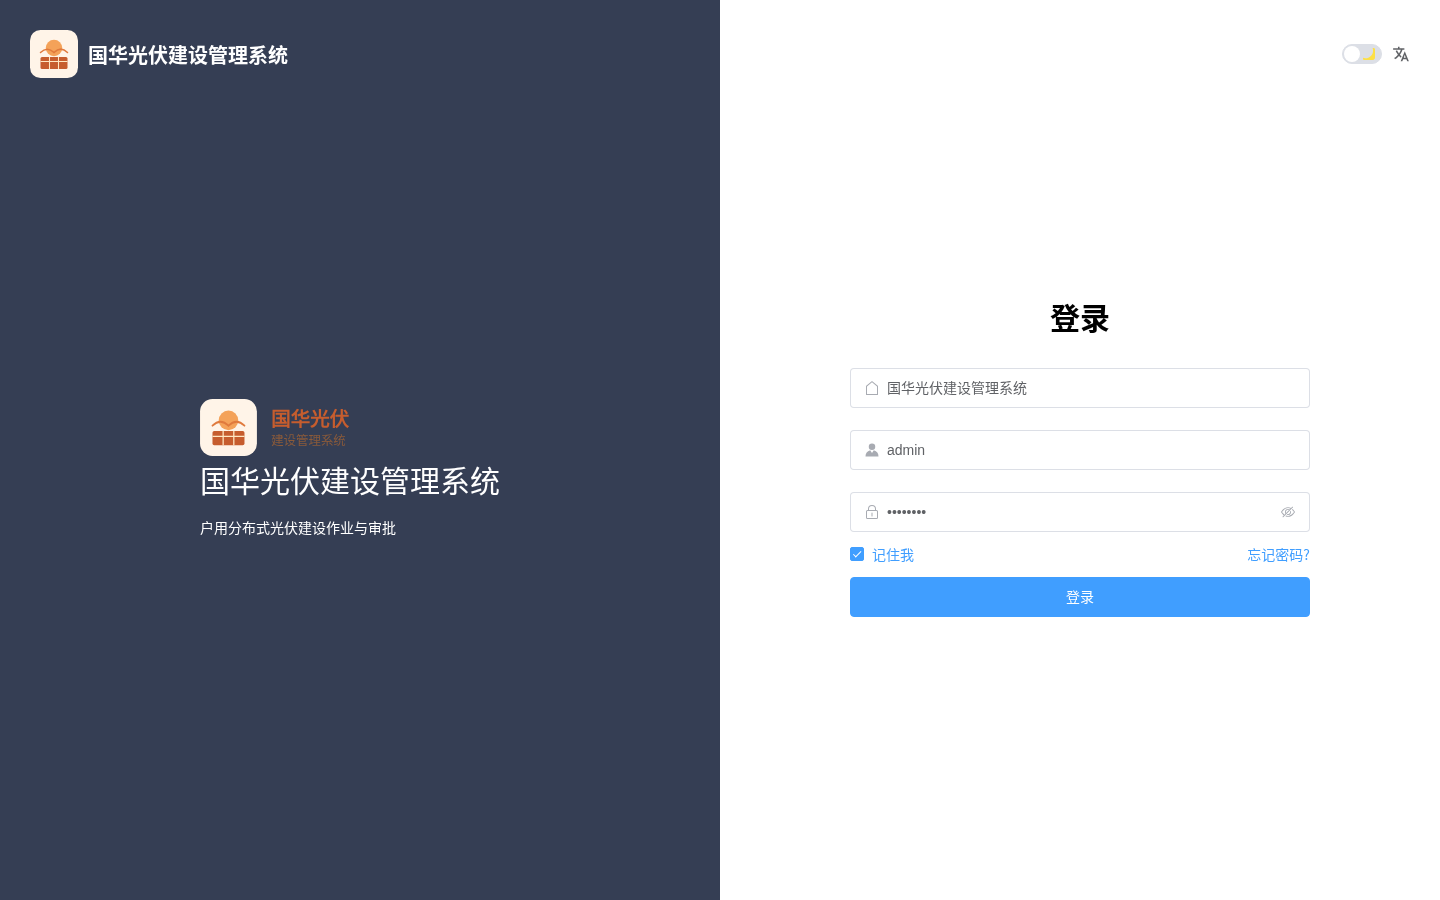 国华光伏建设管理系统
国华光伏
建设管理系统
国华光伏建设管理系统
户用分布式光伏建设作业与审批
登录
国华光伏建设管理系统
admin
••••••••
记住我
忘记密码?
登录